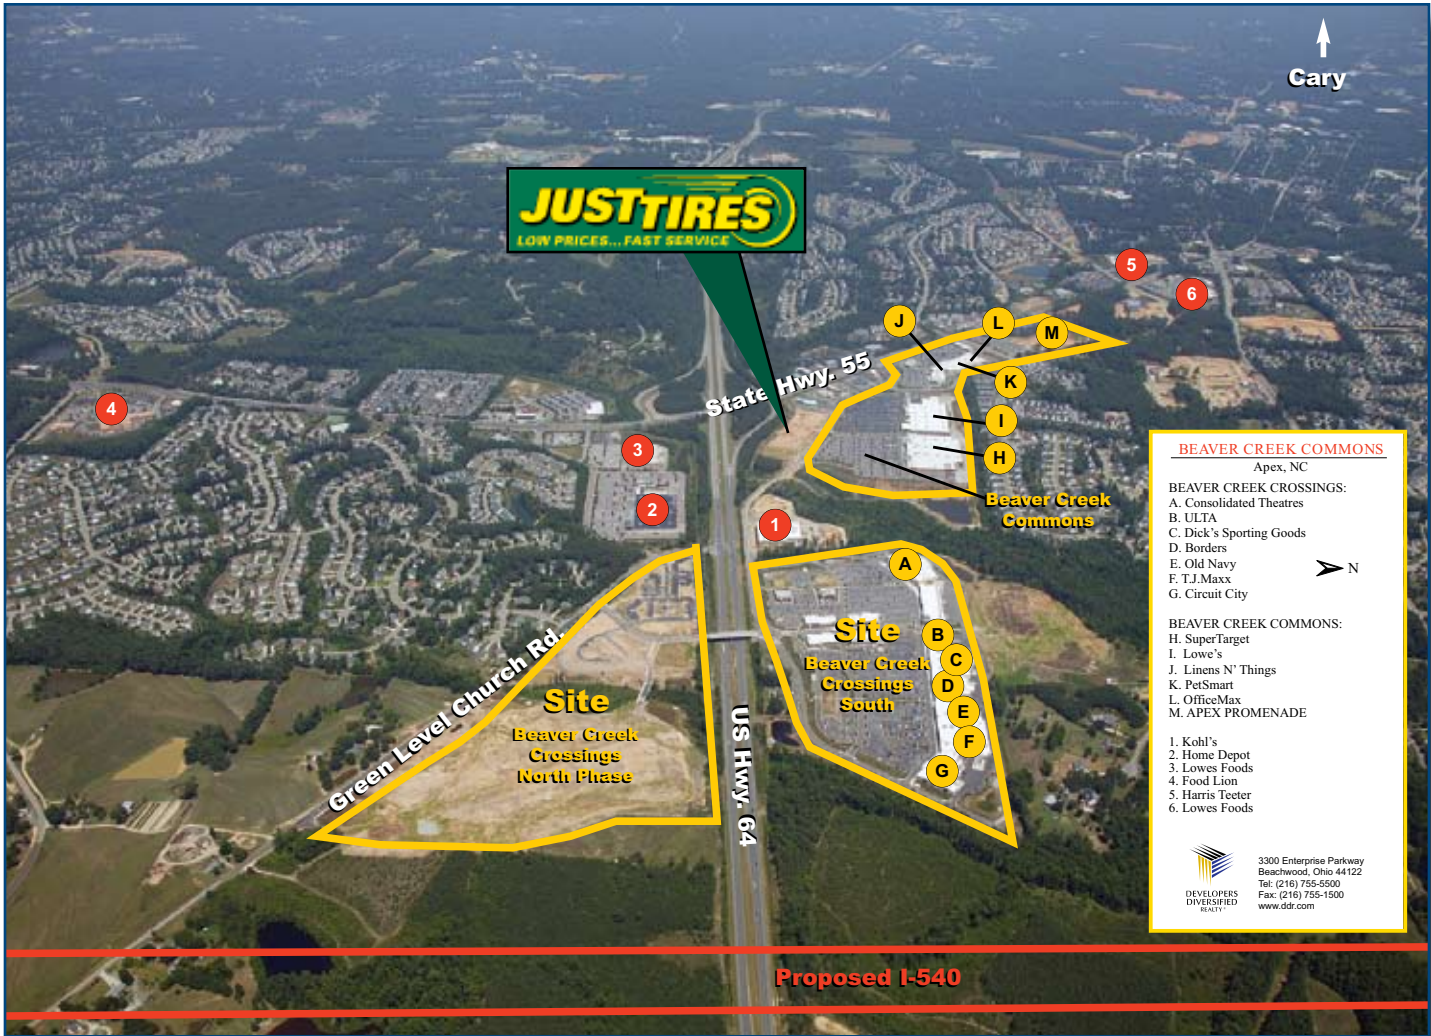 Cary
JUSTTIRES
LOW PRICES...FAST SERVICE
5
6
J
L
M
State Hwy. 55
K
4
I
3
H
Beaver Creek
Commons
2
1
A
Green Level Church Rd.
Site
Beaver Creek
Crossings
South
B
C
D
E
F
G
Site
Beaver Creek
Crossings
North Phase
US Hwy. 64
Proposed I-540
BEAVER CREEK COMMONS
Apex, NC
BEAVER CREEK CROSSINGS:
A. Consolidated Theatres
B. ULTA
C. Dick's Sporting Goods
D. Borders
E. Old Navy
F. T.J.Maxx
G. Circuit City
N
BEAVER CREEK COMMONS:
H. SuperTarget
I. Lowe's
J. Linens N' Things
K. PetSmart
L. OfficeMax
M. APEX PROMENADE
1. Kohl's
2. Home Depot
3. Lowes Foods
4. Food Lion
5. Harris Teeter
6. Lowes Foods
DEVELOPERS
DIVERSIFIED
REALTY
3300 Enterprise Parkway
Beachwood, Ohio 44122
Tel: (216) 755-5500
Fax: (216) 755-1500
www.ddr.com